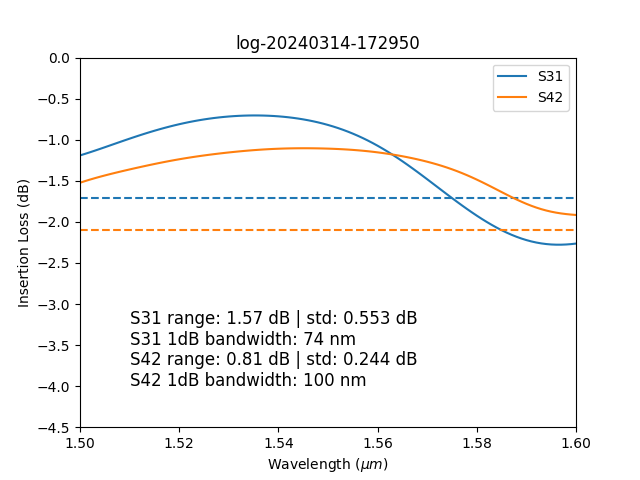 log-20240314-172950
0.0
−0.5
−1.0
−1.5
−2.0
−2.5
−3.0
−3.5
−4.0
−4.5
Insertion Loss (dB)
S31
S42
S31 range: 1.57 dB | std: 0.553 dB
S31 1dB bandwidth: 74 nm
S42 range: 0.81 dB | std: 0.244 dB
S42 1dB bandwidth: 100 nm
1.50 1.52 1.54 1.56 1.58 1.60
Wavelength (μm)